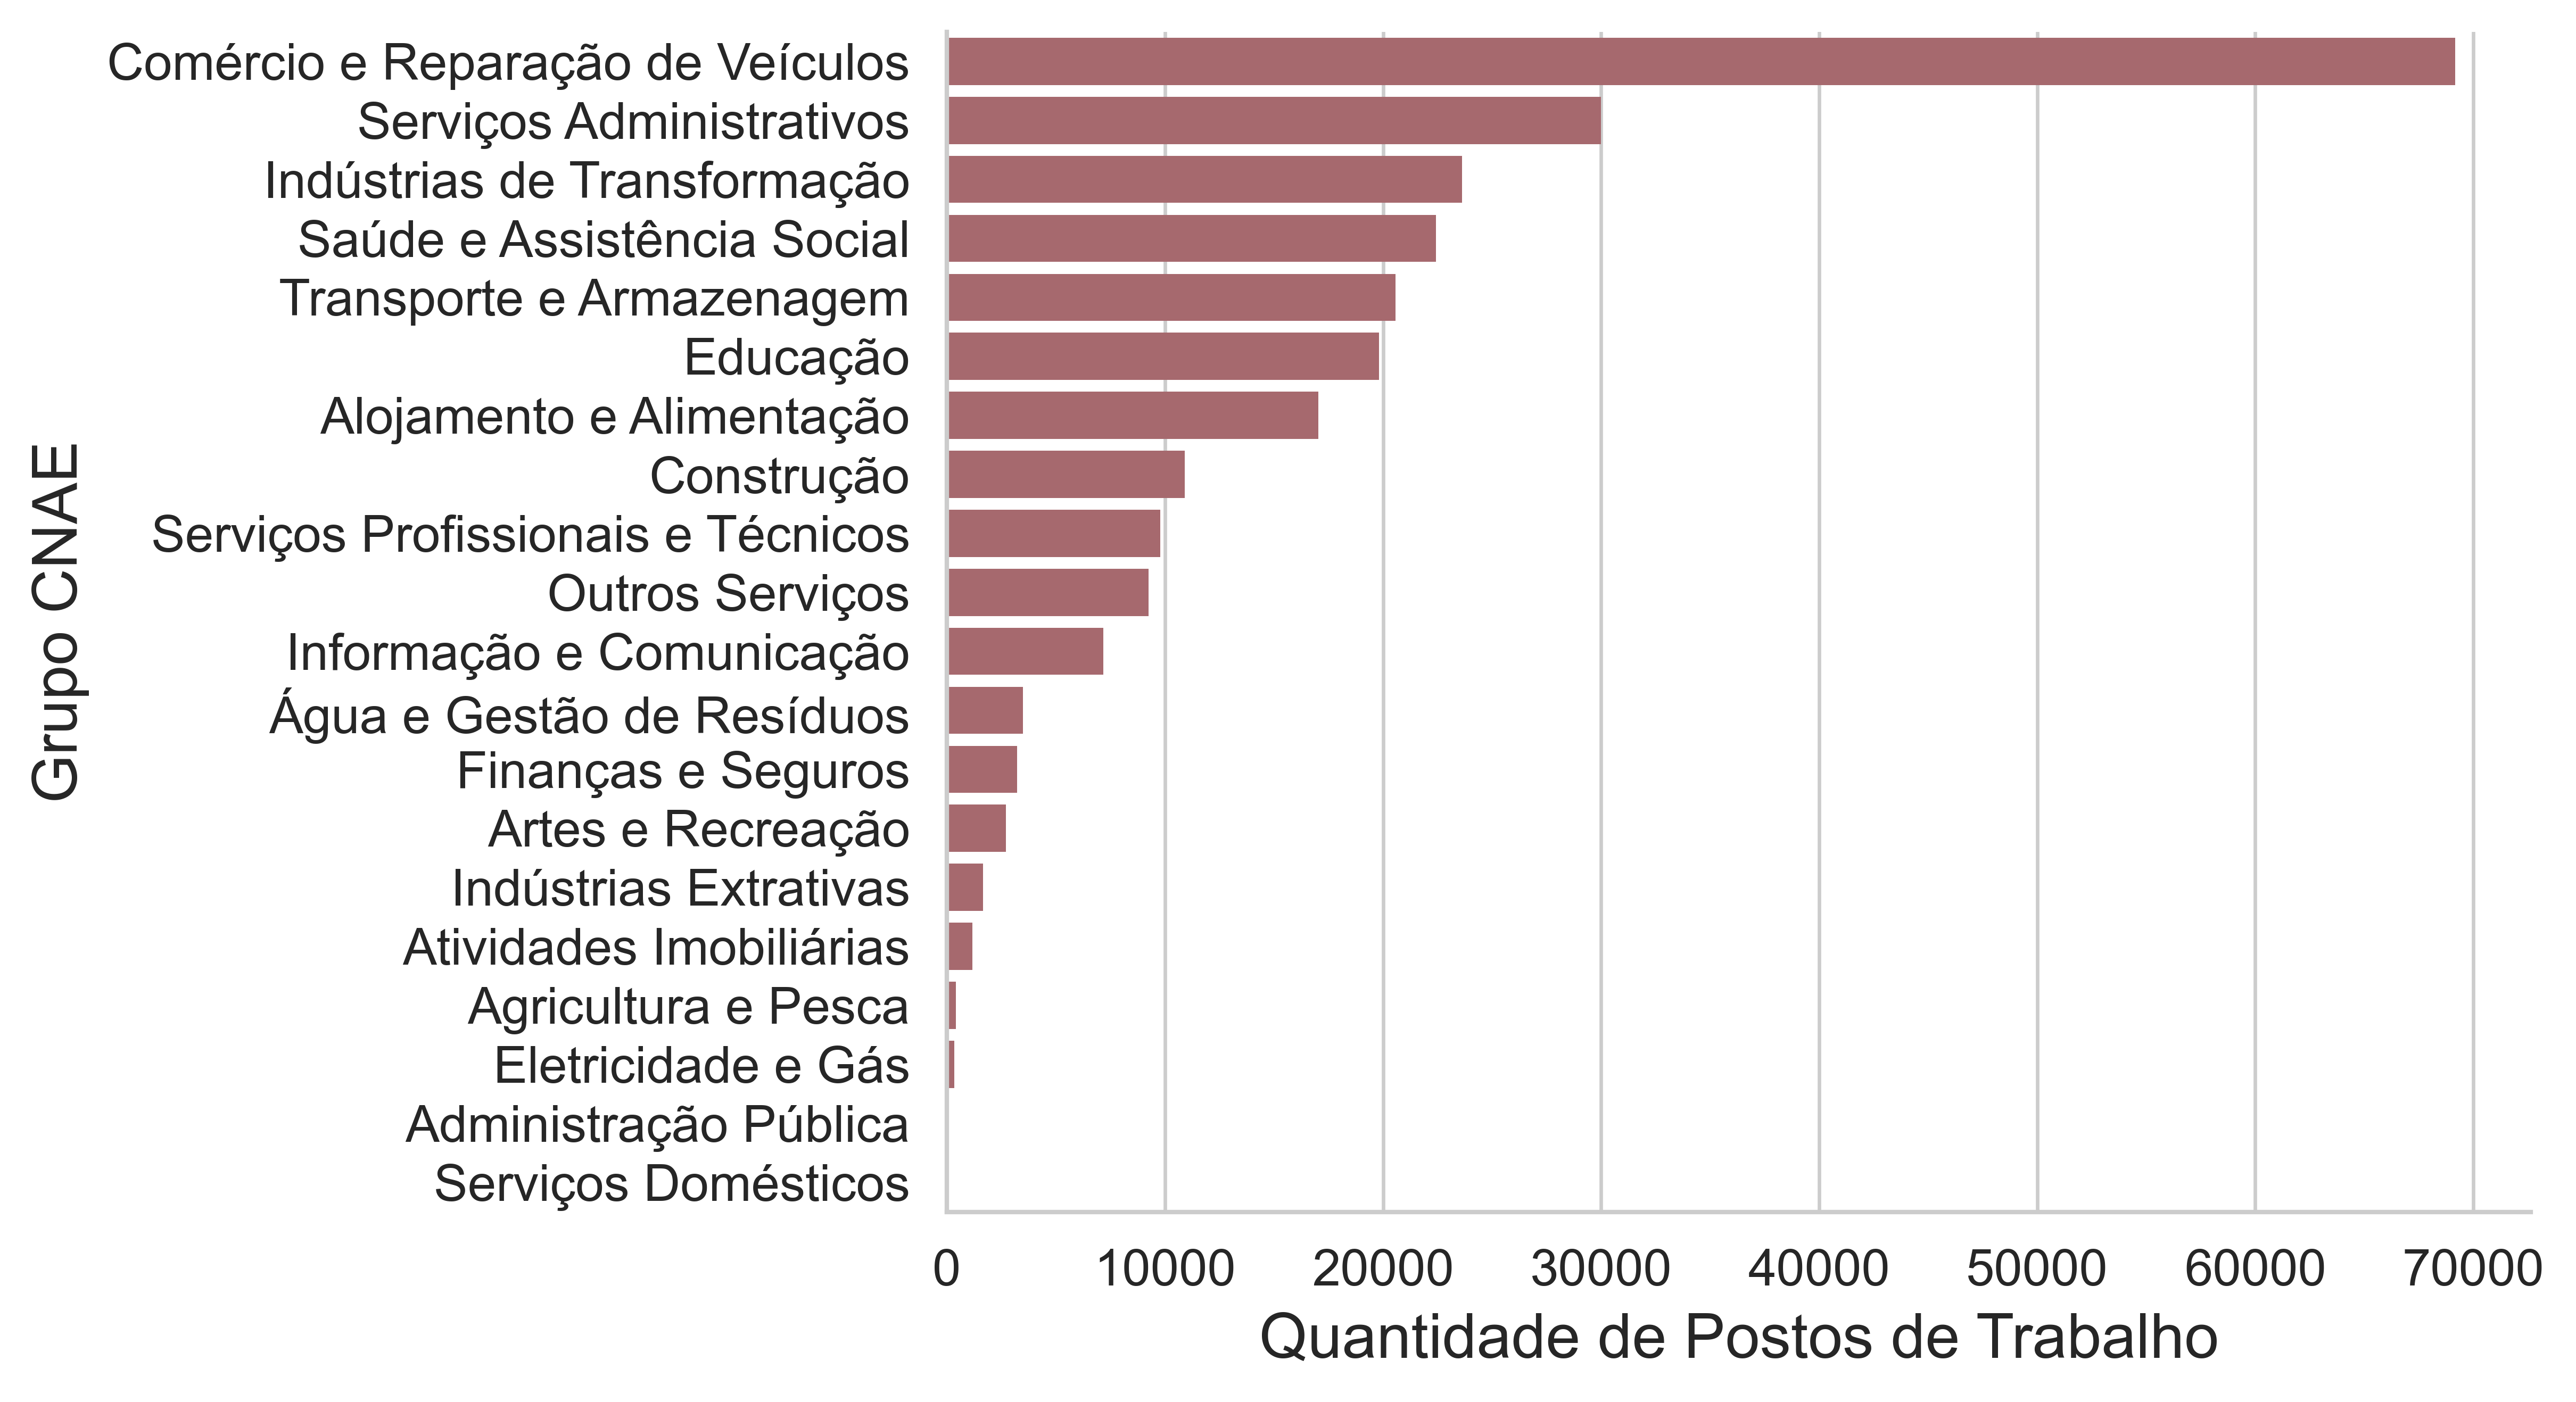 Comércio e Reparação de Veículos
Serviços Administrativos
Indústrias de Transformação
Saúde e Assistência Social
Transporte e Armazenagem
Educação
Alojamento e Alimentação
Construção
Serviços Profissionais e Técnicos
Outros Serviços
Informação e Comunicação
Água e Gestão de Resíduos
Finanças e Seguros
Artes e Recreação
Indústrias Extrativas
Atividades Imobiliárias
Agricultura e Pesca
Eletricidade e Gás
Administração Pública
Serviços Domésticos
Grupo CNAE
0 10000 20000 30000 40000 50000 60000 70000
Quantidade de Postos de Trabalho